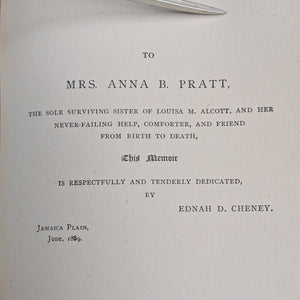 TO
MRS. ANNA B. PRATT,
THE SOLE SURVIVING SISTER OF LOUISA M. ALCOTT, AND HER
NEVER-FAILING HELP, COMFORTER, AND FRIEND
FROM BIRTH TO DEATH,
This Memoir
IS RESPECTFULLY AND TENDERLY DEDICATED,
BY
EDNAH D. CHENEY.
JAMAICA PLAIN,
June, 1889.